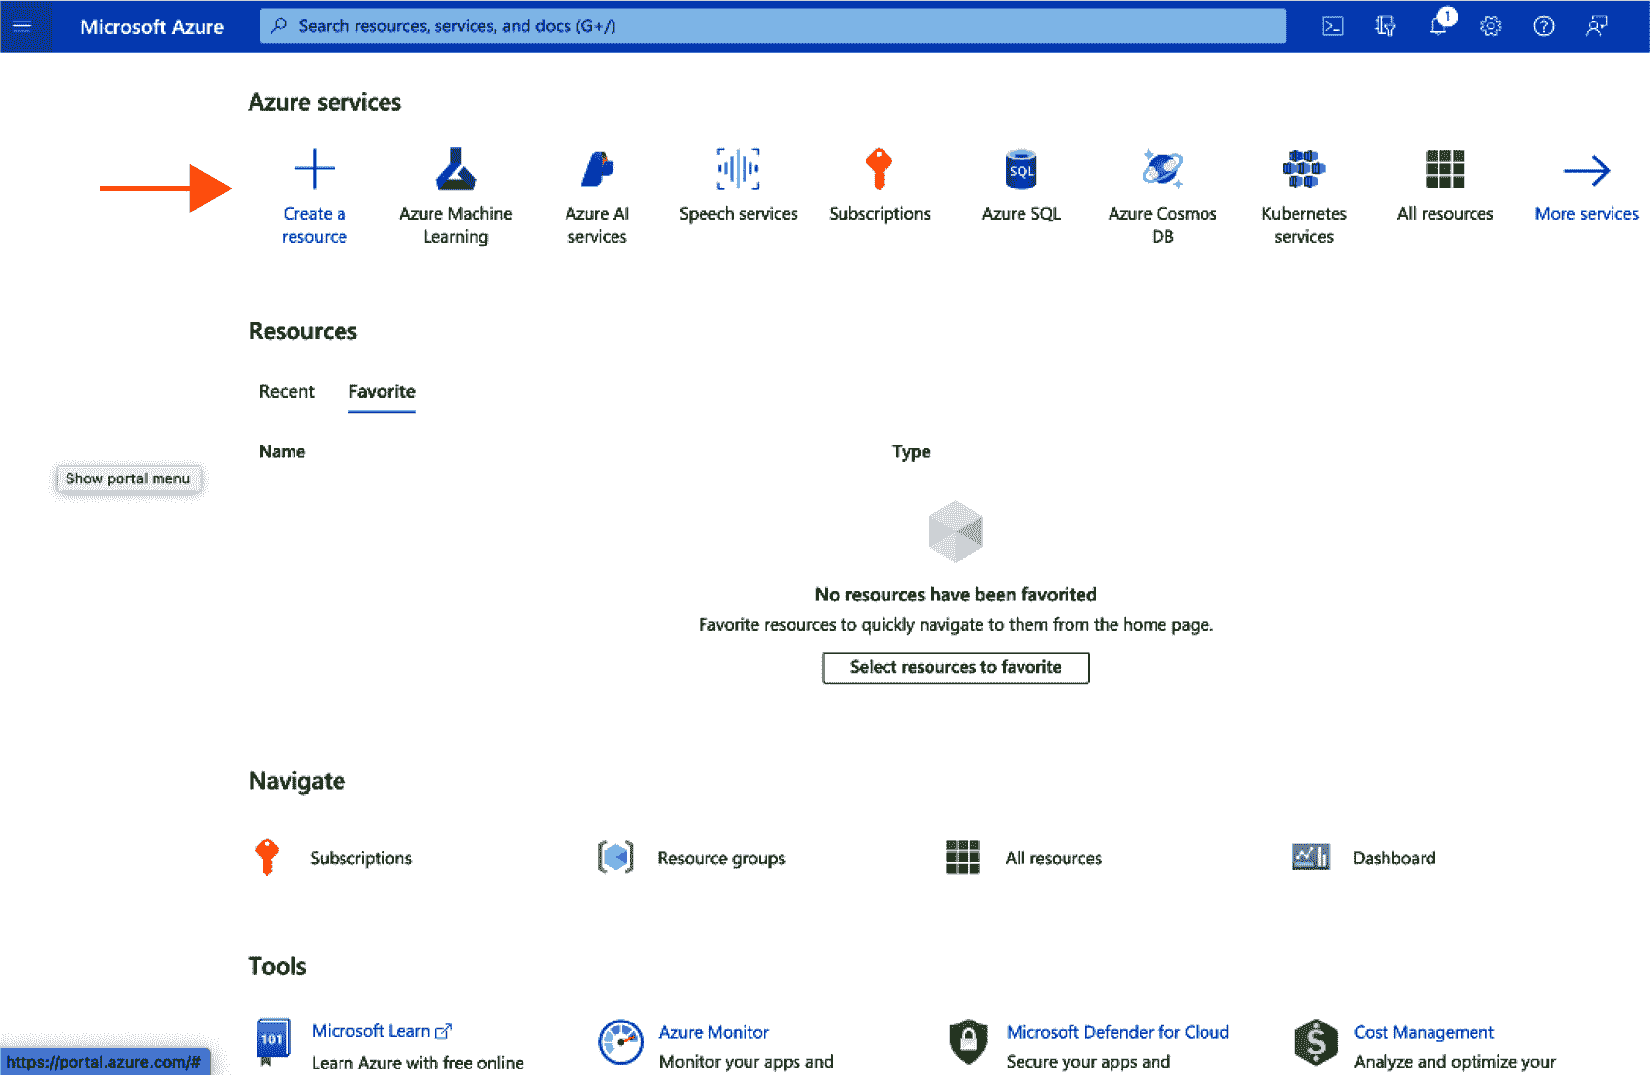 Microsoft Azure
Search resources, services, and docs (G+/)
1
Azure services
Create a
resource
Azure Machine
Learning
Azure AI
services
Speech services
Subscriptions
SQL
Azure SQL
Azure Cosmos
DB
Kubernetes
services
All resources
More services
Resources
Recent
Favorite
Name
Type
Show portal menu
No resources have been favorited
Favorite resources to quickly navigate to them from the home page.
Select resources to favorite
Navigate
Subscriptions
Resource groups
All resources
Dashboard
Tools
101
Microsoft Learn
Learn Azure with free online
Azure Monitor
Monitor your apps and
Microsoft Defender for Cloud
Secure your apps and
$
Cost Management
Analyze and optimize your
https://portal.azure.com/#